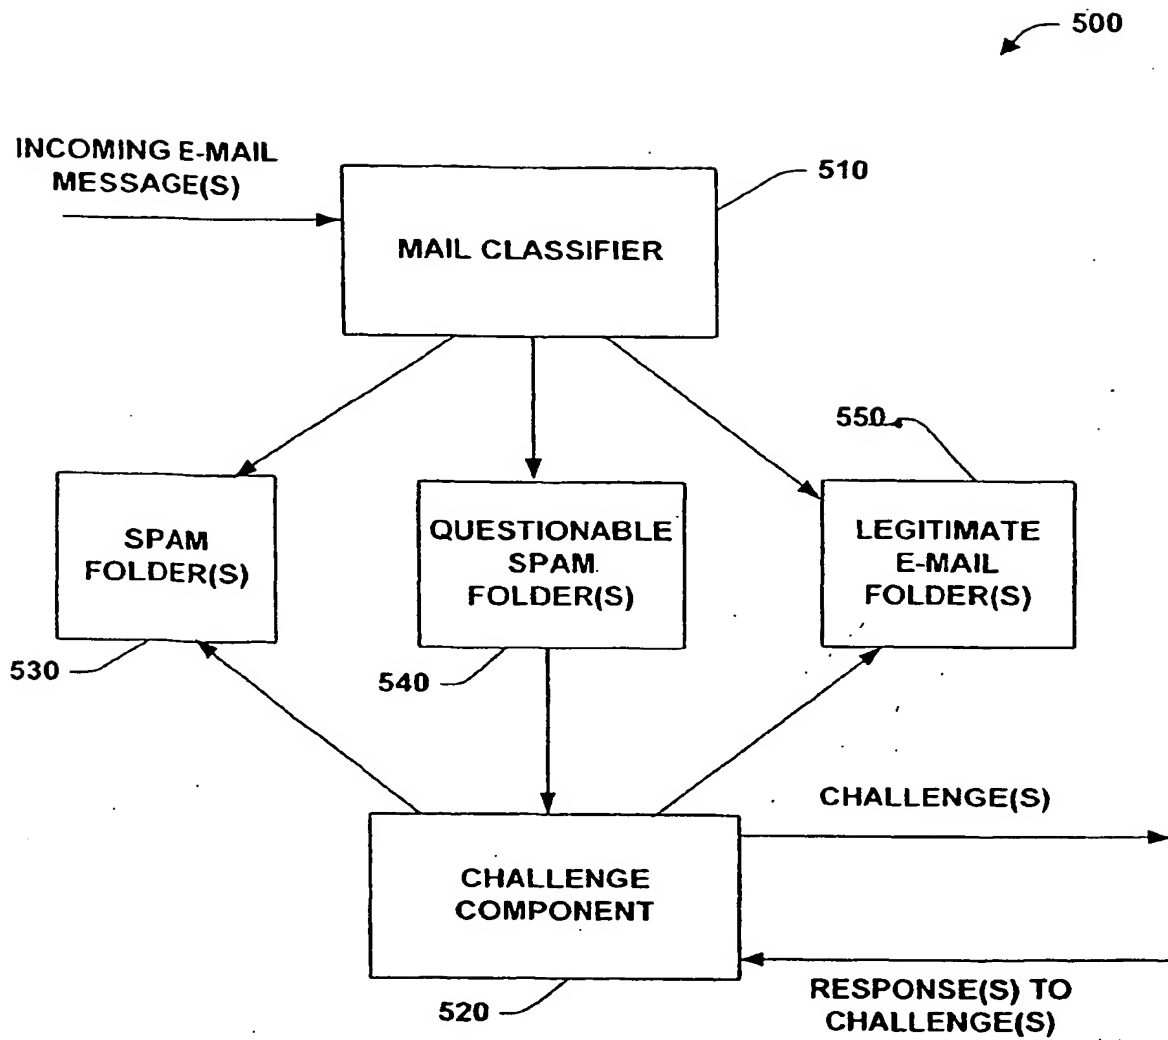 500
INCOMING E-MAIL
MESSAGE(S)
510
MAIL CLASSIFIER
550
SPAM
FOLDER(S)
QUESTIONABLE
SPAM
FOLDER(S)
LEGITIMATE
E-MAIL
FOLDER(S)
530
540
CHALLENGE(S)
CHALLENGE
COMPONENT
520
RESPONSE(S) TO
CHALLENGE(S)